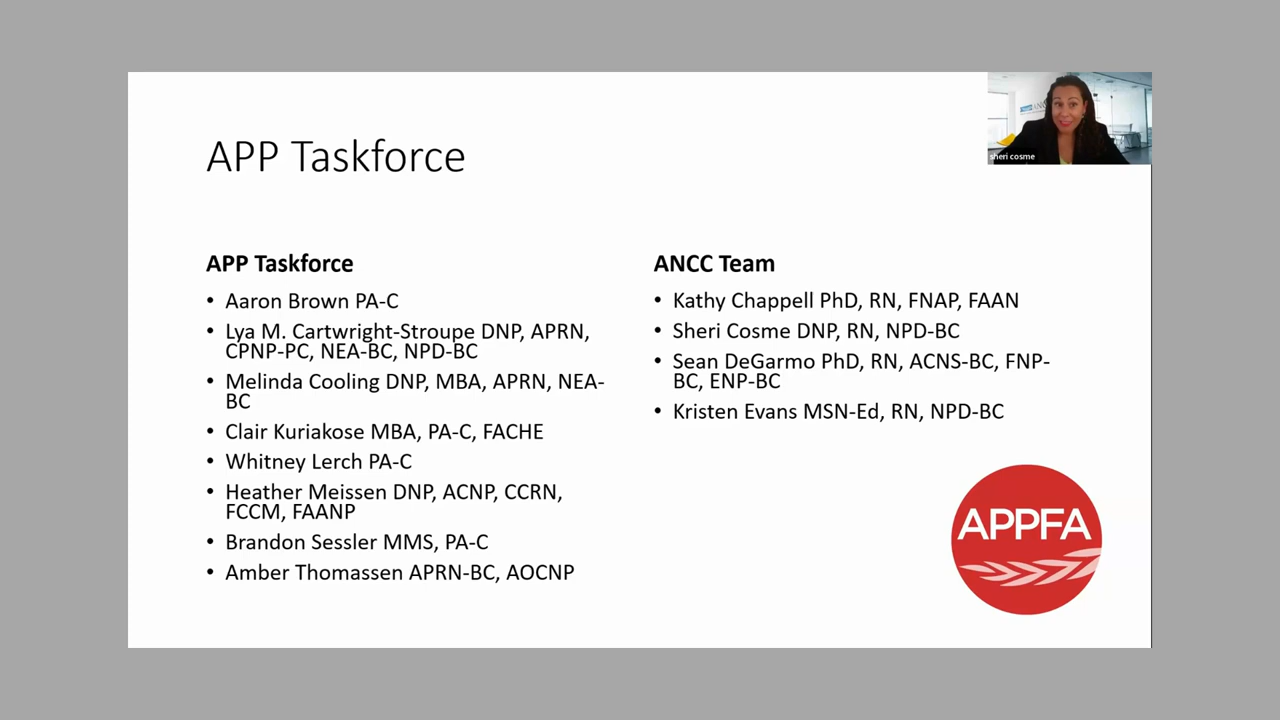 APP Taskforce
sheri cosme
APP Taskforce
• Aaron Brown PA-C
• Lya M. Cartwright-Stroupe DNP, APRN,
CPNP-PC, NEA-BC, NPD-BC
• Melinda Cooling DNP, MBA, APRN, NEA-
BC
• Clair Kuriakose MBA, PA-C, FACHE
• Whitney Lerch PA-C
• Heather Meissen DNP, ACNP, CCRN,
FCCM, FAANP
• Brandon Sessler MMS, PA-C
• Amber Thomassen APRN-BC, AOCNP
ANCC Team
• Kathy Chappell PhD, RN, FNAP, FAAN
• Sheri Cosme DNP, RN, NPD-BC
• Sean DeGarmo PhD, RN, ACNS-BC, FNP-
BC, ENP-BC
• Kristen Evans MSN-Ed, RN, NPD-BC
APPFA